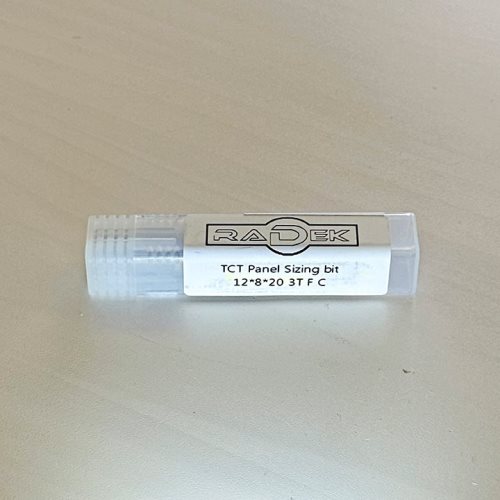 RADEK
TCT Panel Sizing bit
12*8*20 3T F C